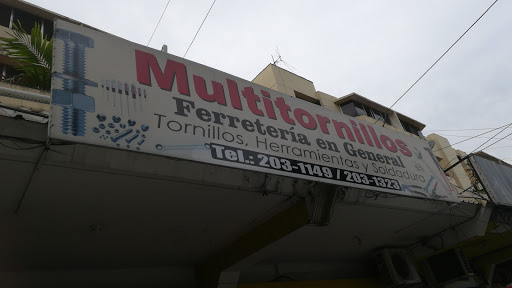 Multitornillos
Ferretería en General
Tornillos, Herramientas y Soldadura
Tel.: 203-1149 / 203-1323